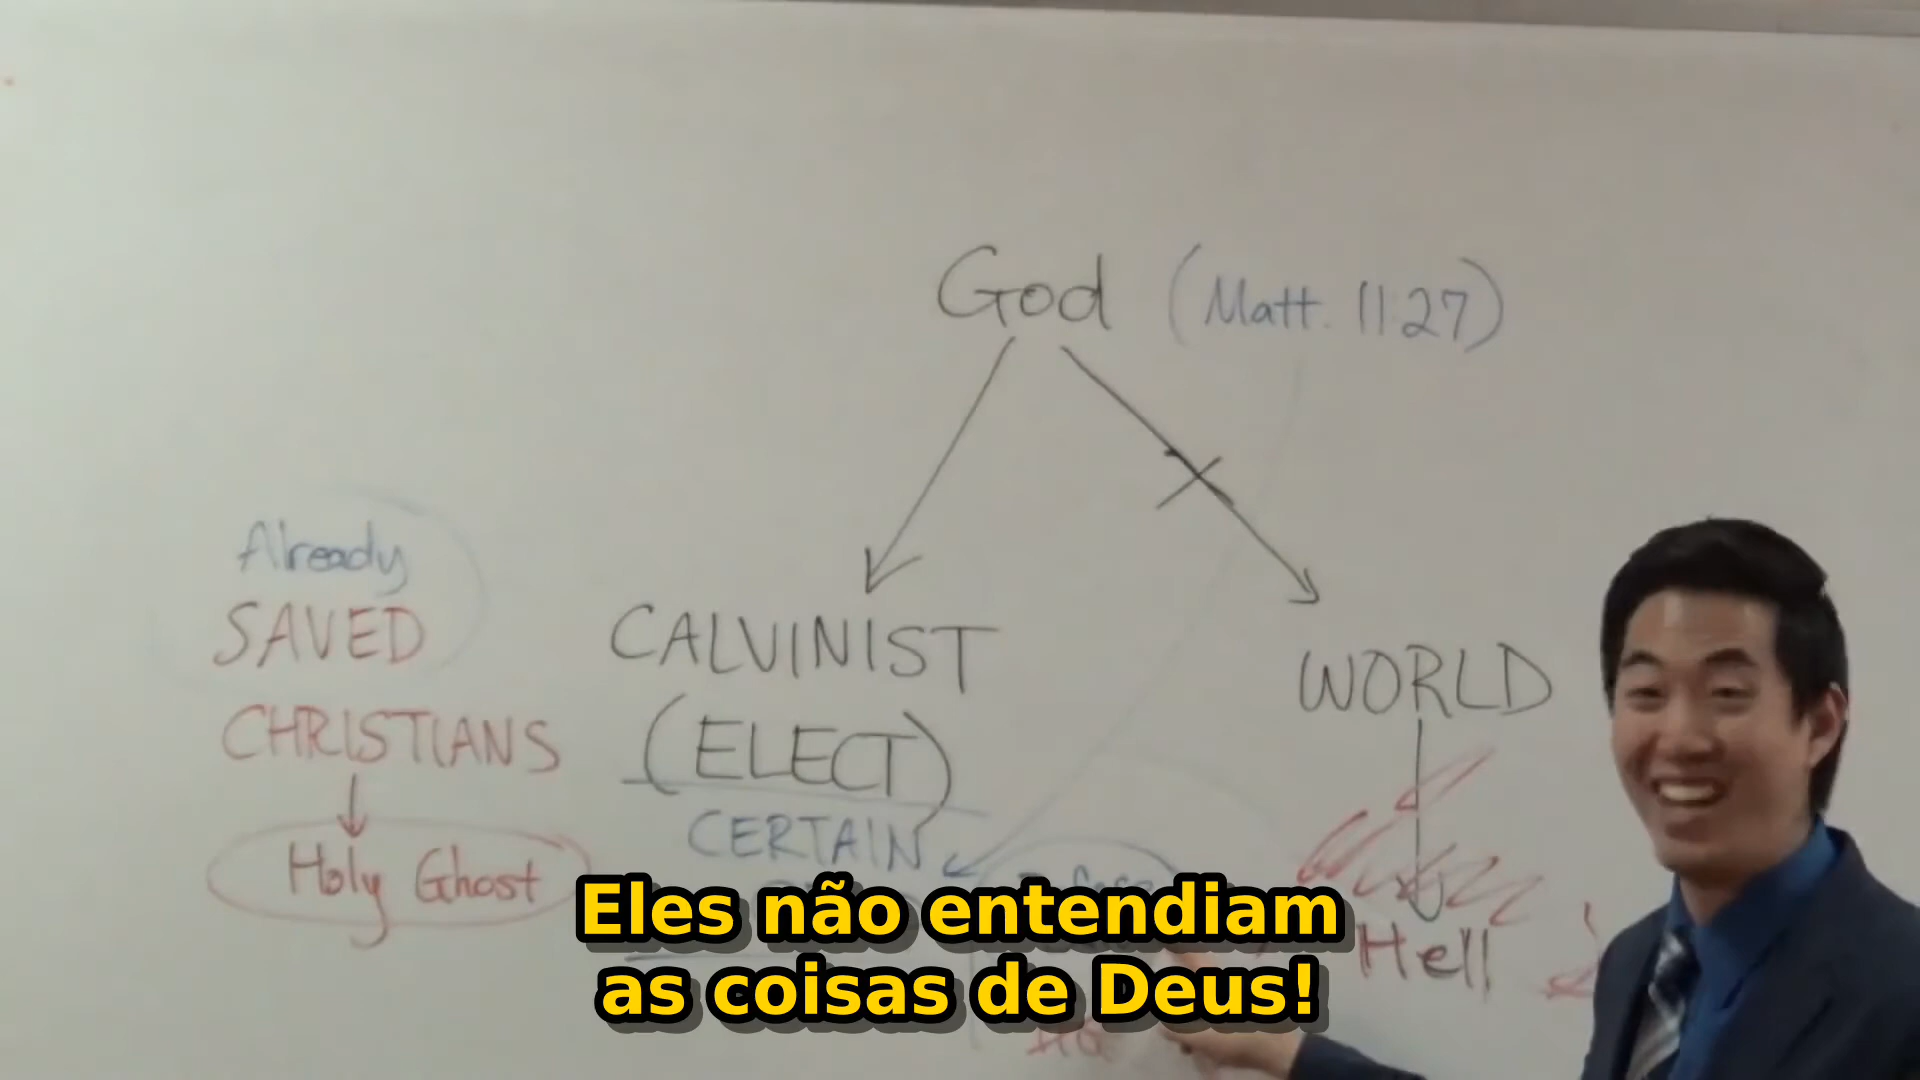 God (Matt. 11:27)
Already
SAVED
CHRISTIANS
Holy Ghost
CALVINIST
(ELECT)
CERTAIN
WORLD
Hell
Eles não entendiam
as coisas de Deus!